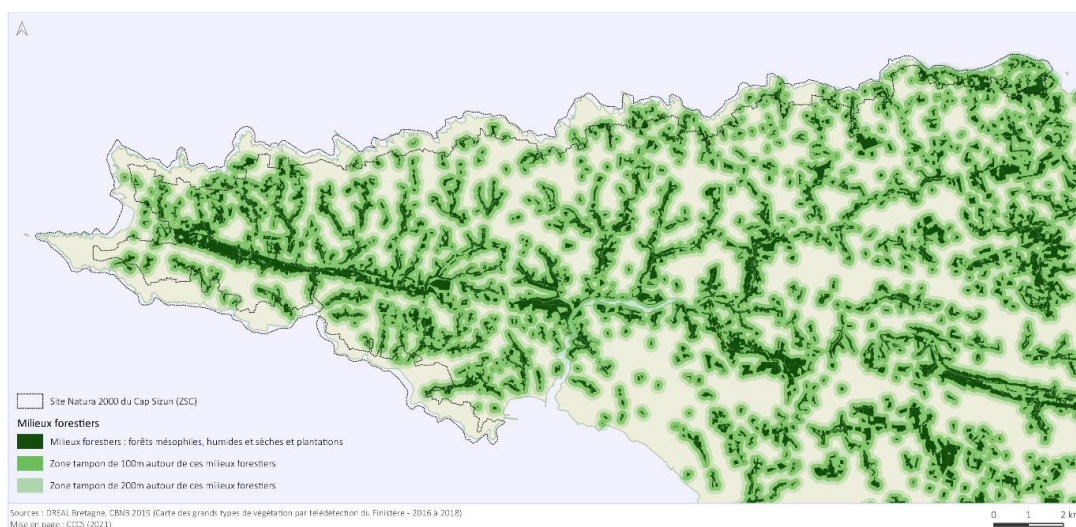 Site Natura 2000 du Cap Sizun (ZSC)
Milieux forestiers
Milieux forestiers : forêts mésophiles, humides et sèches et plantations
Zone tampon de 100m autour de ces milieux forestiers
Zone tampon de 200m autour de ces milieux forestiers
Sources : DREAL Bretagne, CBNB 2019 (Carte des grands types de végétation par télédétection du Finistère - 2016 à 2018)
Mise en page : CCCS (2021)
0 1 2 km